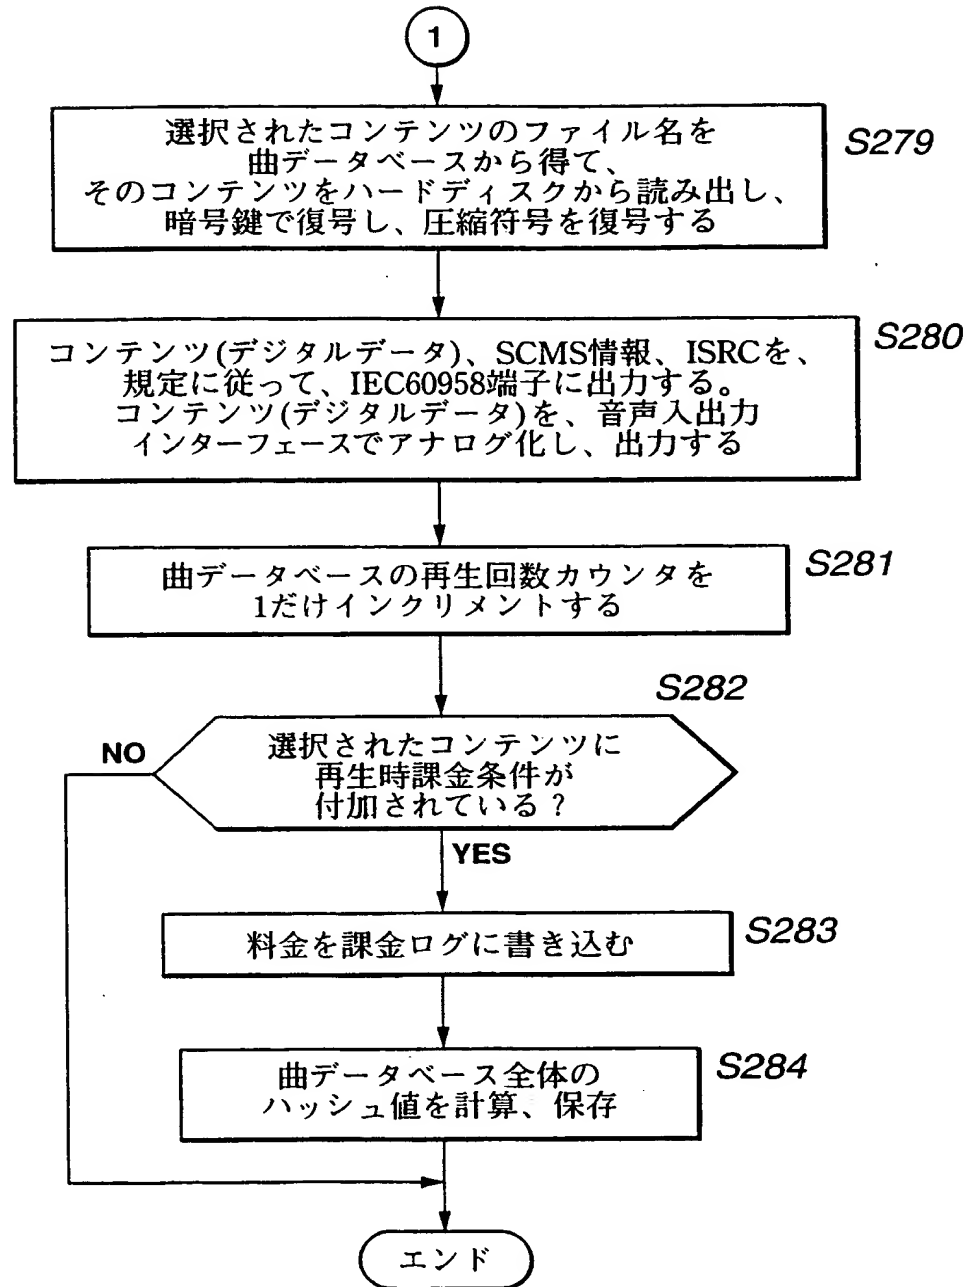 1
選択されたコンテンツのファイル名を
曲データベースから得て、
そのコンテンツをハードディスクから読み出し、
暗号鍵で復号し、圧縮符号を復号する
S279
コンテンツ(デジタルデータ)、SCMS情報、ISRCを、
規定に従って、IEC60958端子に出力する。
コンテンツ(デジタルデータ)を、音声入出力
インターフェースでアナログ化し、出力する
S280
曲データベースの再生回数カウンタを
1だけインクリメントする
S281
S282
選択されたコンテンツに
再生時課金条件が
付加されている?
NO
YES
料金を課金ログに書き込む
S283
曲データベース全体の
ハッシュ値を計算、保存
S284
エンド